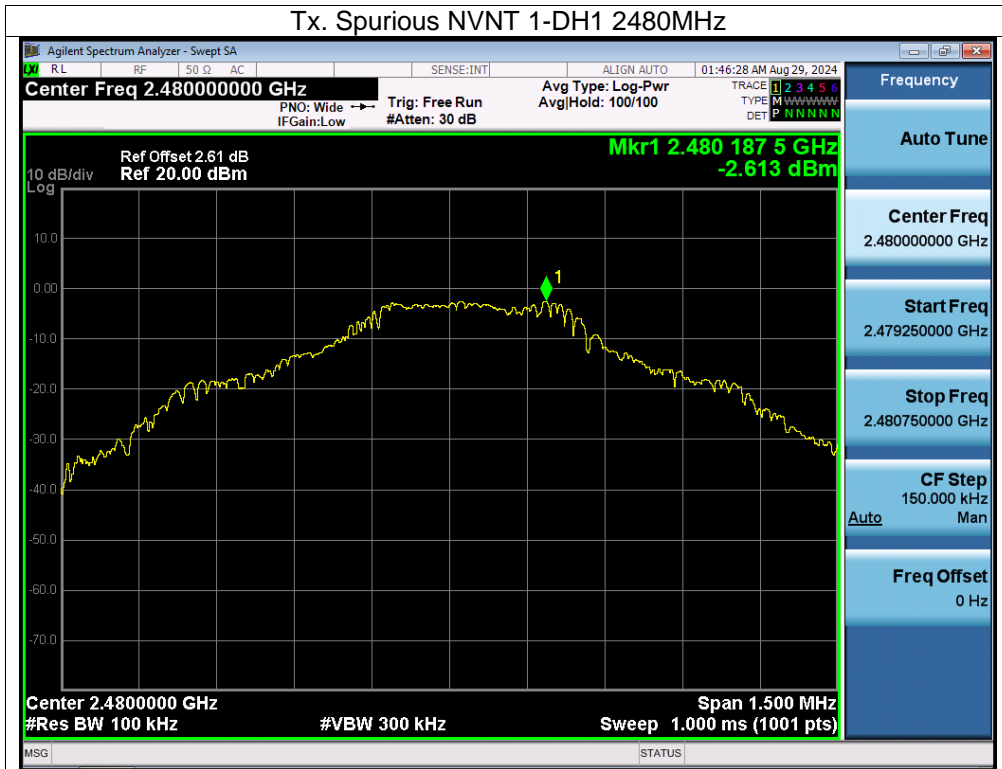 Tx. Spurious NVNT 1-DH1 2480MHz
Agilent Spectrum Analyzer - Swept SA
LXI RL RF 50 Ω AC SENSE:INT ALIGN AUTO 01:46:28 AM Aug 29, 2024
Center Freq 2.480000000 GHz
PNO: Wide
IFGain:Low
Trig: Free Run
#Atten: 30 dB
Avg Type: Log-Pwr
Avg|Hold: 100/100
TRACE 1 2 3 4 5 6
TYPE M WWWWW
DET P N N N N N
Mkr1 2.480 187 5 GHz
-2.613 dBm
Ref Offset 2.61 dB
10 dB/div Ref 20.00 dBm
Log
10.0
0.00
-10.0
-20.0
-30.0
-40.0
-50.0
-60.0
-70.0
1
Center 2.4800000 GHz Span 1.500 MHz
#Res BW 100 kHz #VBW 300 kHz Sweep 1.000 ms (1001 pts)
MSG STATUS
Frequency
Auto Tune
Center Freq
2.480000000 GHz
Start Freq
2.479250000 GHz
Stop Freq
2.480750000 GHz
CF Step
150.000 kHz
Auto Man
Freq Offset
0 Hz